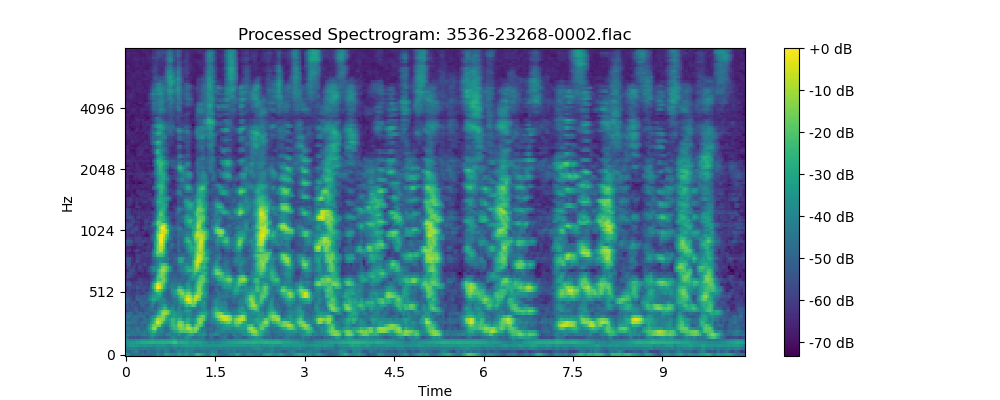 Processed Spectrogram: 3536-23268-0002.flac
+0 dB
4096
-10 dB
-20 dB
2048
-30 dB
Hz
1024
-40 dB
-50 dB
512
-60 dB
0
-70 dB
0 1.5 3 4.5 6 7.5 9
Time